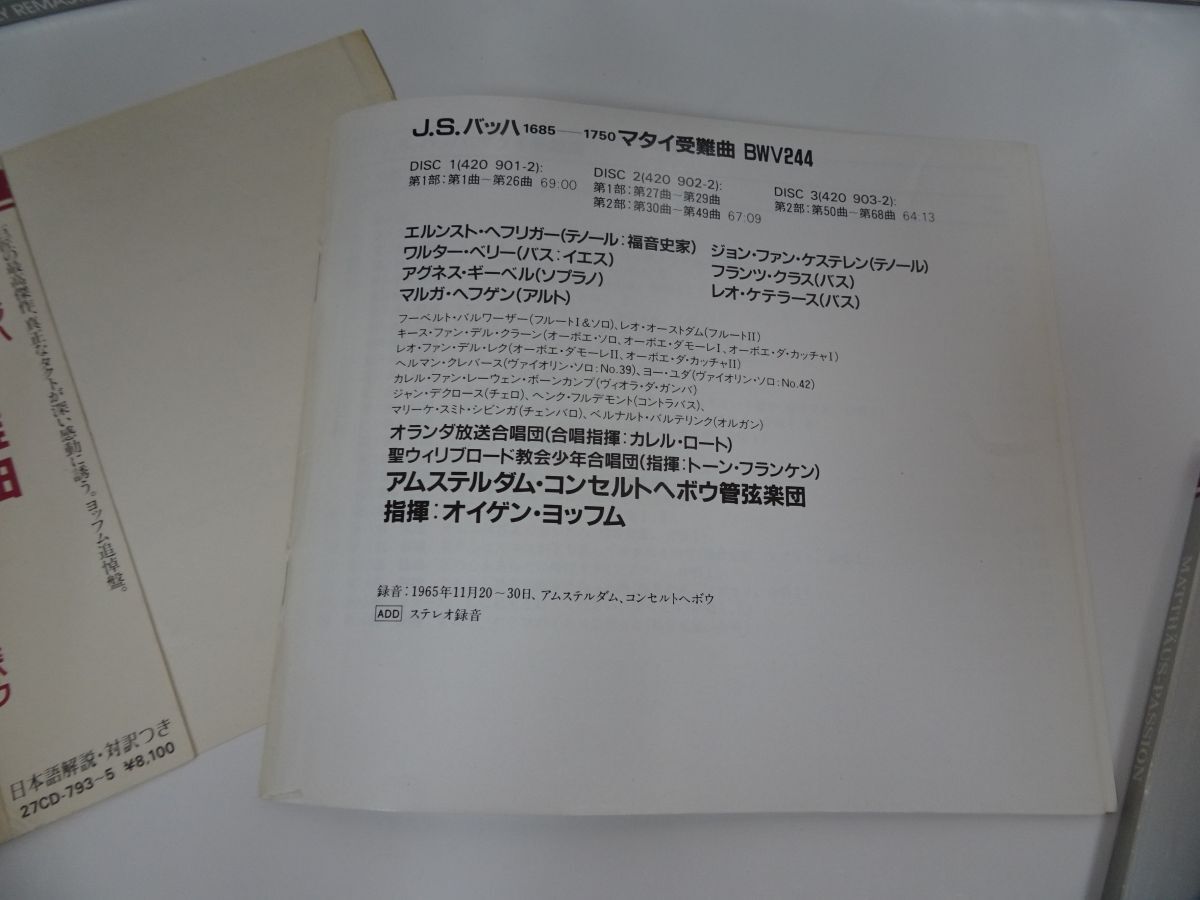 J.S.バッハ 1685—1750 マタイ受難曲 BWV244
DISC 1(420 901-2):
第1部:第1曲~第26曲 69:00
DISC 2(420 902-2):
第1部:第27曲~第29曲
第2部:第30曲~第49曲 67:09
DISC 3(420 903-2):
第2部:第50曲~第68曲 64:13
エルンスト・ヘフリガー(テノール:福音史家)
ワルター・ベリー(バス:イエス)
アグネス・ギーベル(ソプラノ)
マルガ・ヘフゲン(アルト)
ジョン・ファン・ケステレン(テノール)
フランツ・クラス(バス)
レオ・ケテラース(バス)
フーベルト・バルワーザー(フルートI&ソロ)、レオ・オーストダム(フルートII)
キース・ファン・デル・クラーン(オーボエ・ソロ、オーボエ・ダモーレI、オーボエ・ダ・カッチャI)
レオ・ファン・デル・レク(オーボエ・ダモーレII、オーボエ・ダ・カッチャII)
ヘルマン・クレバース(ヴァイオリン・ソロ:No.39)、ヨー・ユダ(ヴァイオリン・ソロ:No.42)
カレル・ファン・レーウェン・ボーンカンプ(ヴィオラ・ダ・ガンバ)
ジャン・デクロース(チェロ)、ヘンク・フルデモント(コントラバス)、
マリーケ・スミト・シビンガ(チェンバロ)、ベルナルト・バルテリンク(オルガン)
オランダ放送合唱団(合唱指揮:カレル・ロート)
聖ウィリブロード教会少年合唱団(指揮:トーン・フランケン)
アムステルダム・コンセルトヘボウ管弦楽団
指揮:オイゲン・ヨッフム
録音:1965年11月20~30日、アムステルダム、コンセルトヘボウ
ADD ステレオ録音
の最高傑作、真正なタクトが深い感動に誘う。ヨッフム追悼盤。
日本語解説・対訳つき
27CD-793~5 ¥8,100
MATTHÄUS-PASSION